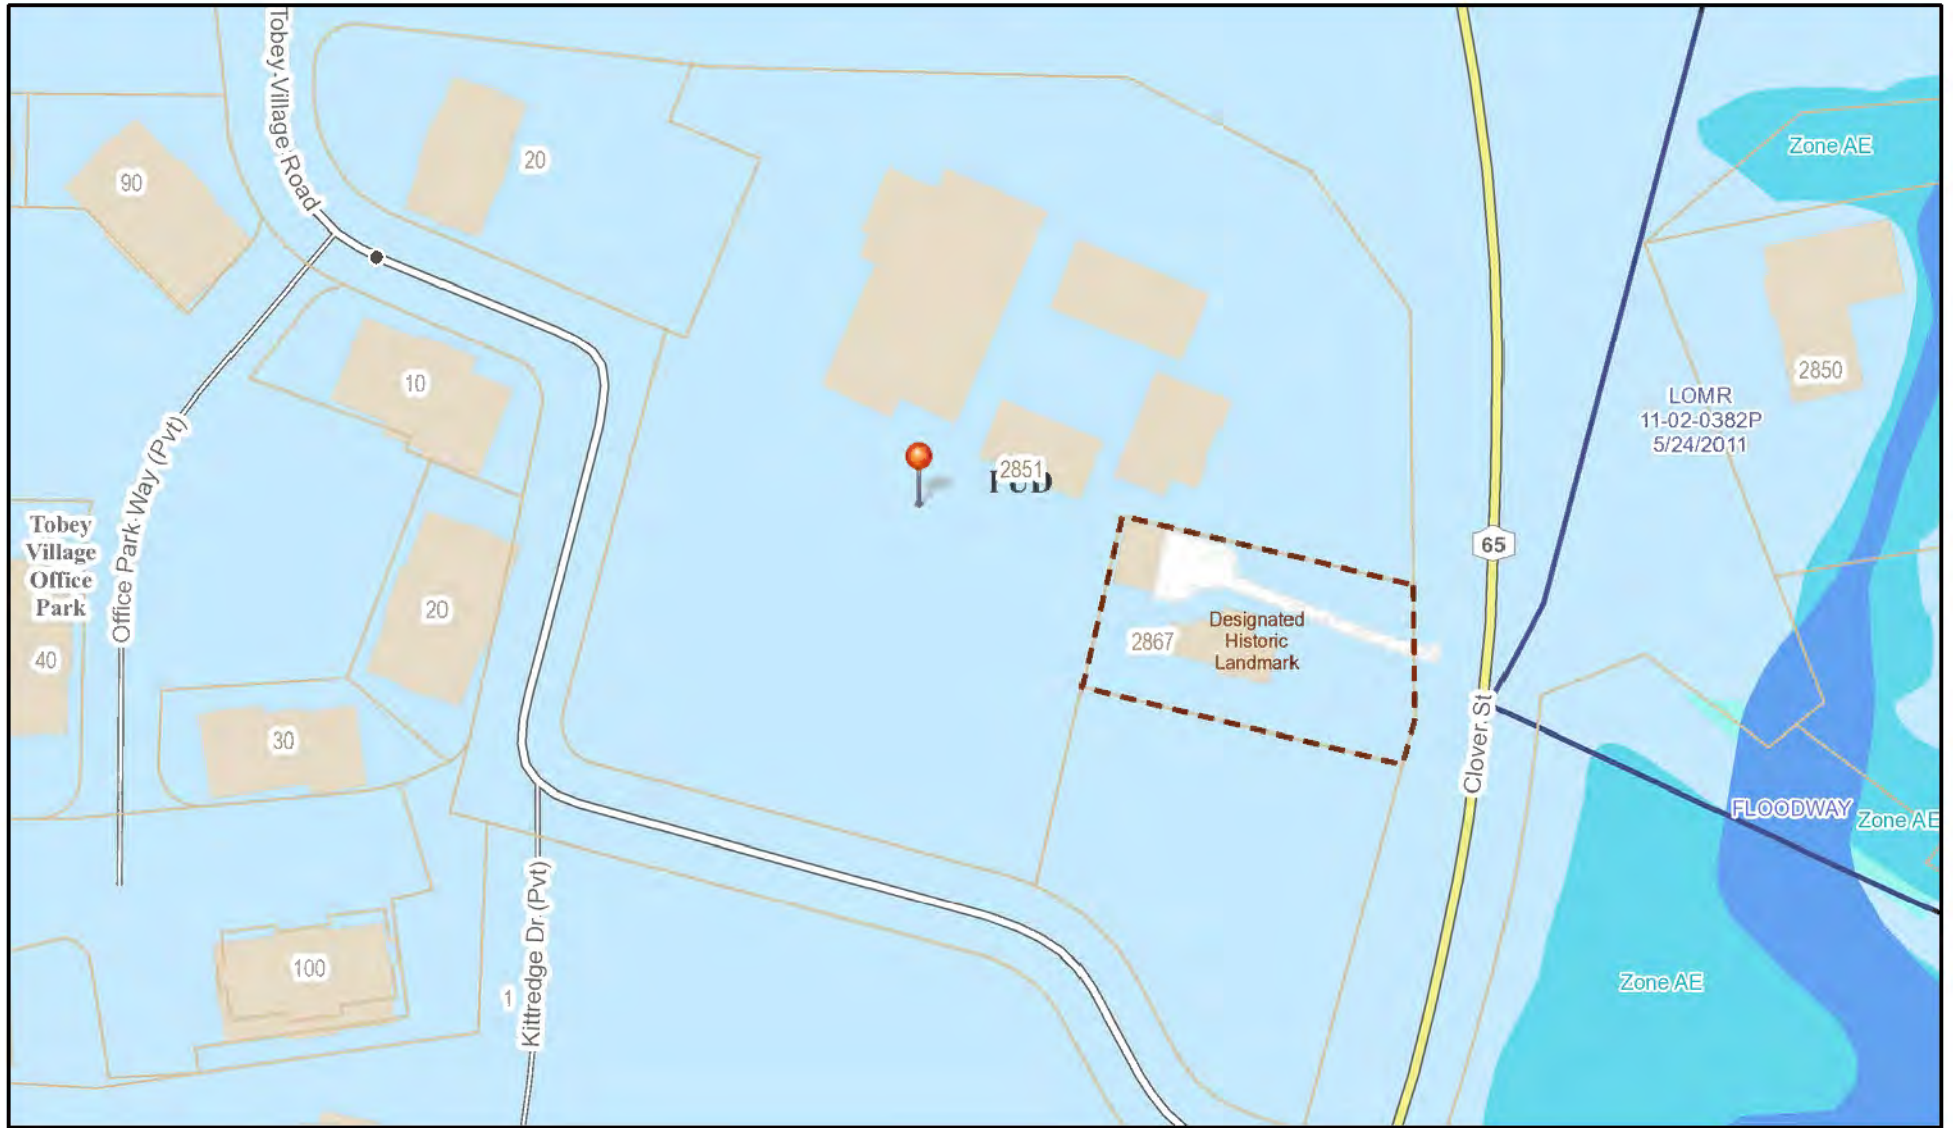 Tobey Village Road
20
90
Zone AE
10
2850
LOMR
11-02-0382P
5/24/2011
Office Park Way (Pvt)
2851
PUD
Tobey
Village
Office
Park
65
20
Designated
Historic
Landmark
2867
40
30
Clover St
FLOODWAY
Zone AE
Kittredge Dr (Pvt)
100
1
Zone AE